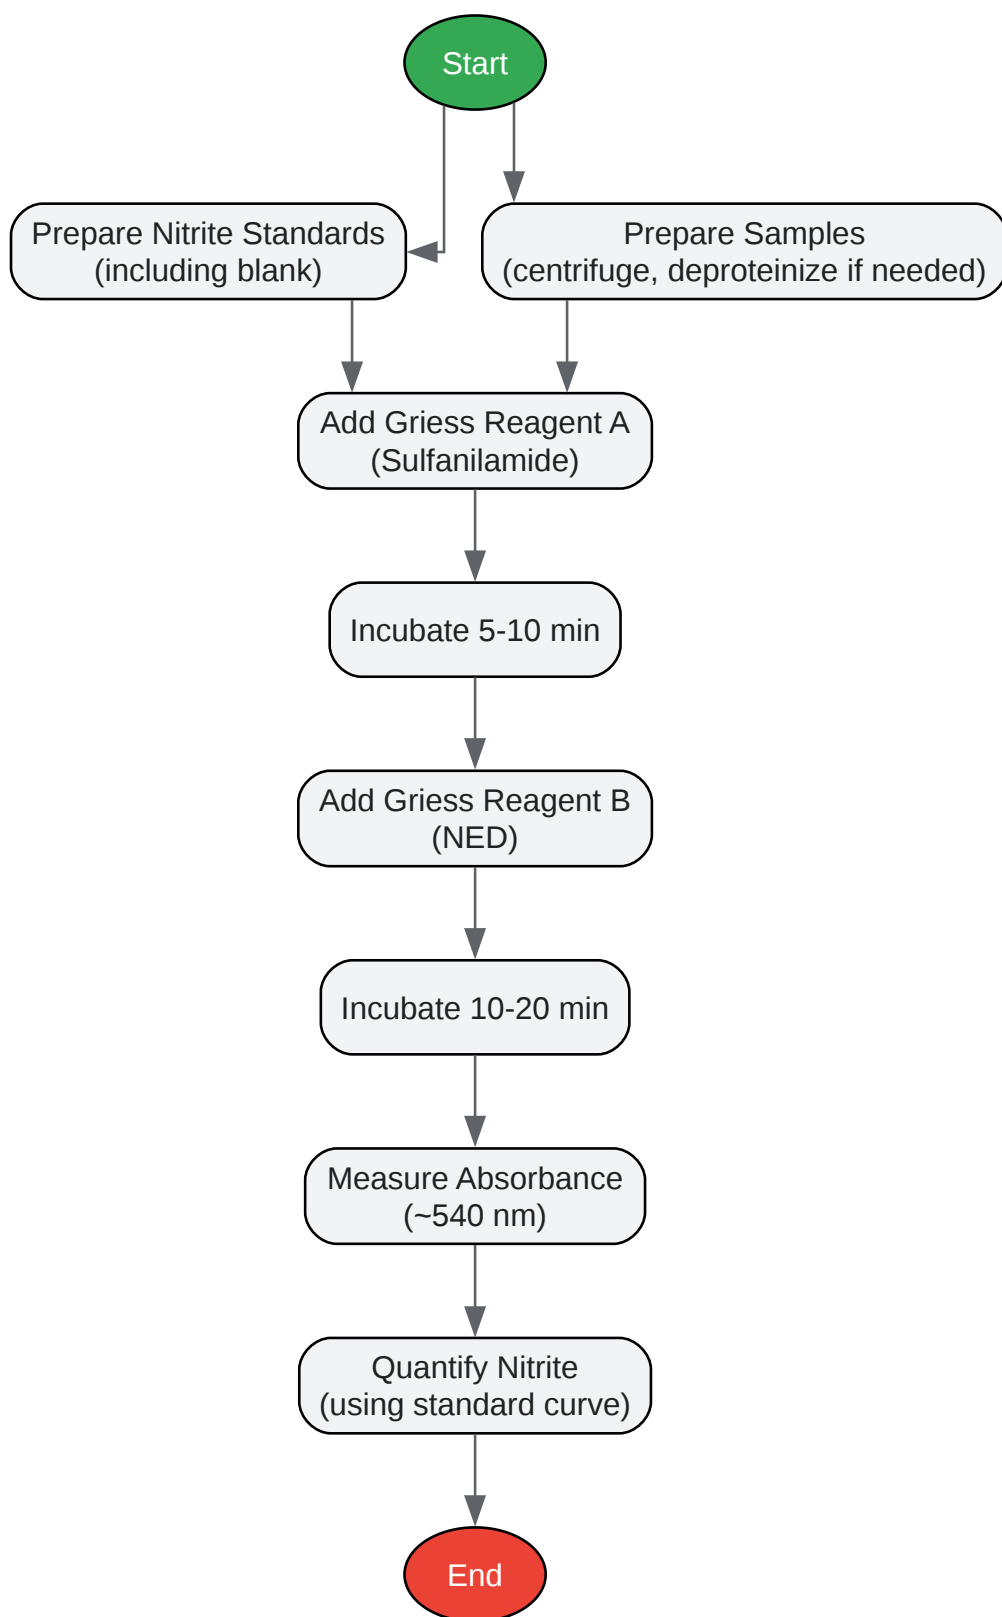 Start
Prepare Nitrite Standards
(including blank)
Prepare Samples
(centrifuge, deproteinize if needed)
Add Griess Reagent A
(Sulfanilamide)
Incubate 5-10 min
Add Griess Reagent B
(NED)
Incubate 10-20 min
Measure Absorbance
(~540 nm)
Quantify Nitrite
(using standard curve)
End